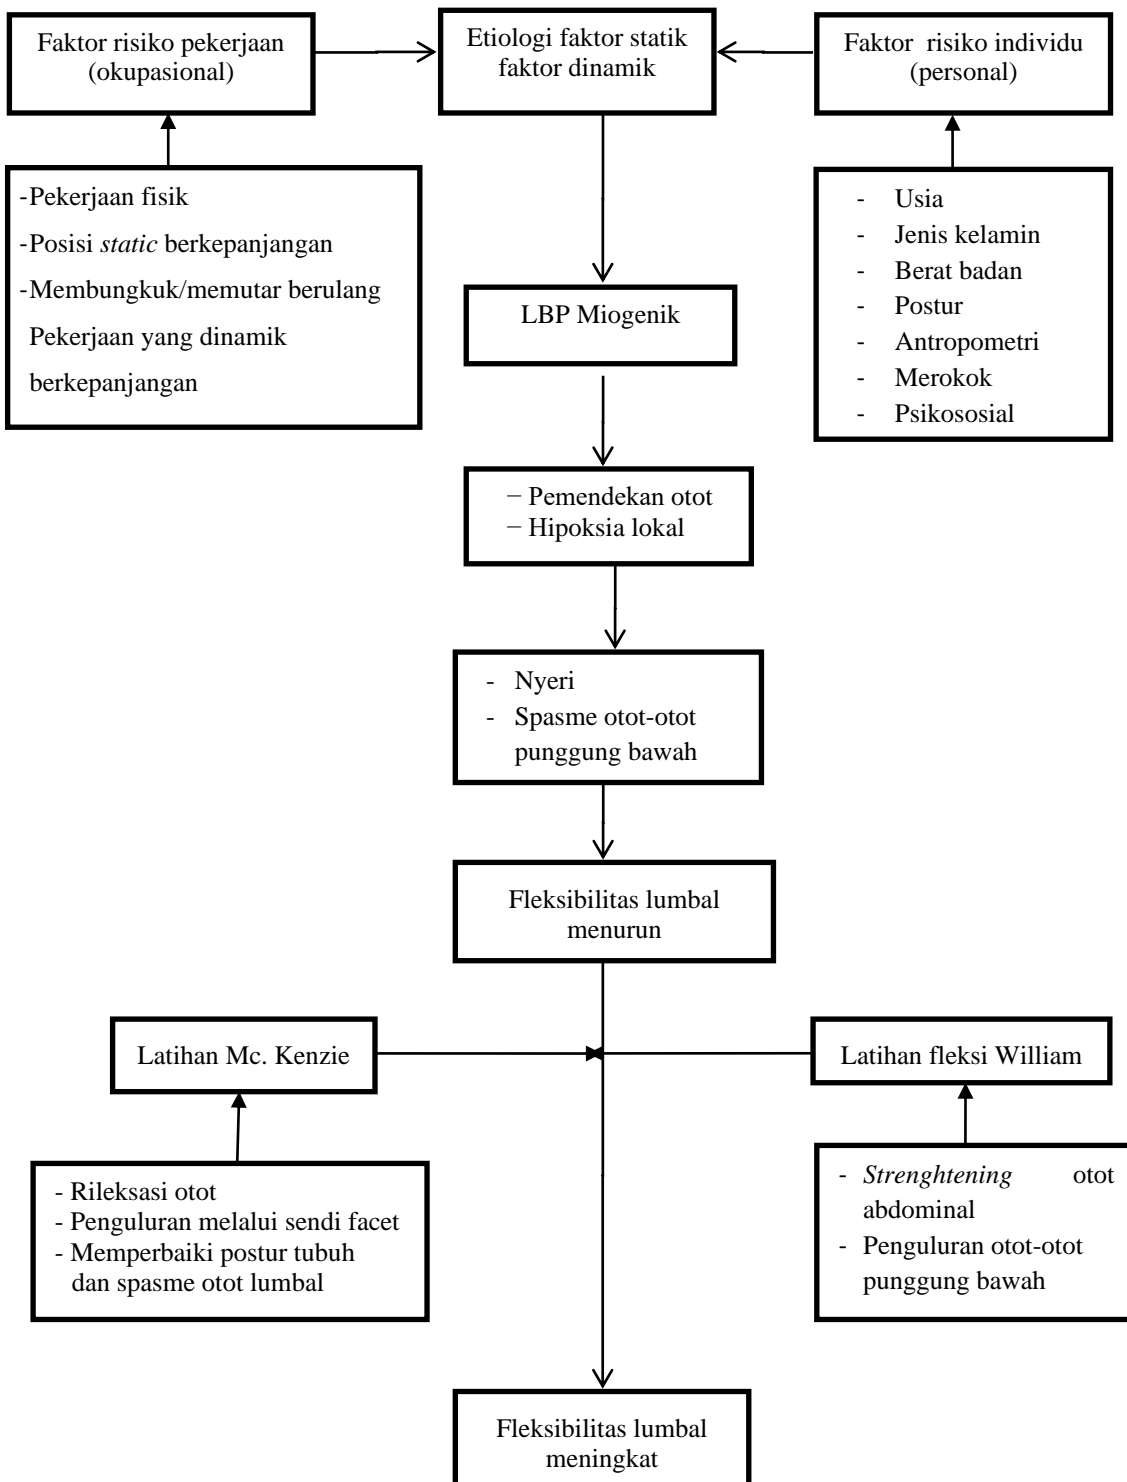 Faktor risiko pekerjaan
(okupasional)
Etiologi faktor statik
faktor dinamik
Faktor risiko individu
(personal)
-Pekerjaan fisik
-Posisi static berkepanjangan
-Membungkuk/memutar berulang
Pekerjaan yang dinamik
berkepanjangan
- Usia
- Jenis kelamin
- Berat badan
- Postur
- Antropometri
- Merokok
- Psikososial
LBP Miogenik
− Pemendekan otot
− Hipoksia lokal
- Nyeri
- Spasme otot-otot
punggung bawah
Fleksibilitas lumbal
menurun
Latihan Mc. Kenzie
Latihan fleksi William
- Rileksasi otot
- Penguluran melalui sendi facet
- Memperbaiki postur tubuh
dan spasme otot lumbal
- Strenghtening otot
abdominal
- Penguluran otot-otot
punggung bawah
Fleksibilitas lumbal
meningkat